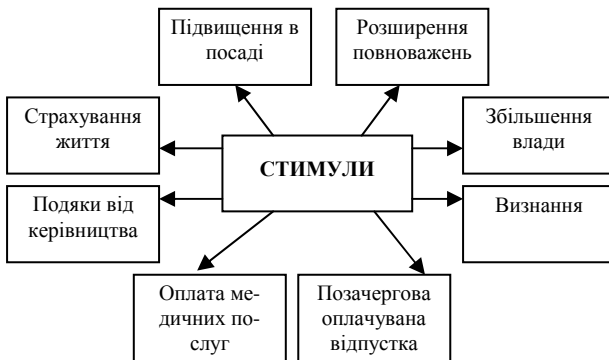 Підвищення в
посаді
Розширення
повноважень
Страхування
життя
Збільшення
влади
СТИМУЛИ
Подяки від
керівництва
Визнання
Оплата ме-
дичних по-
слуг
Позачергова
оплачувана
відпустка